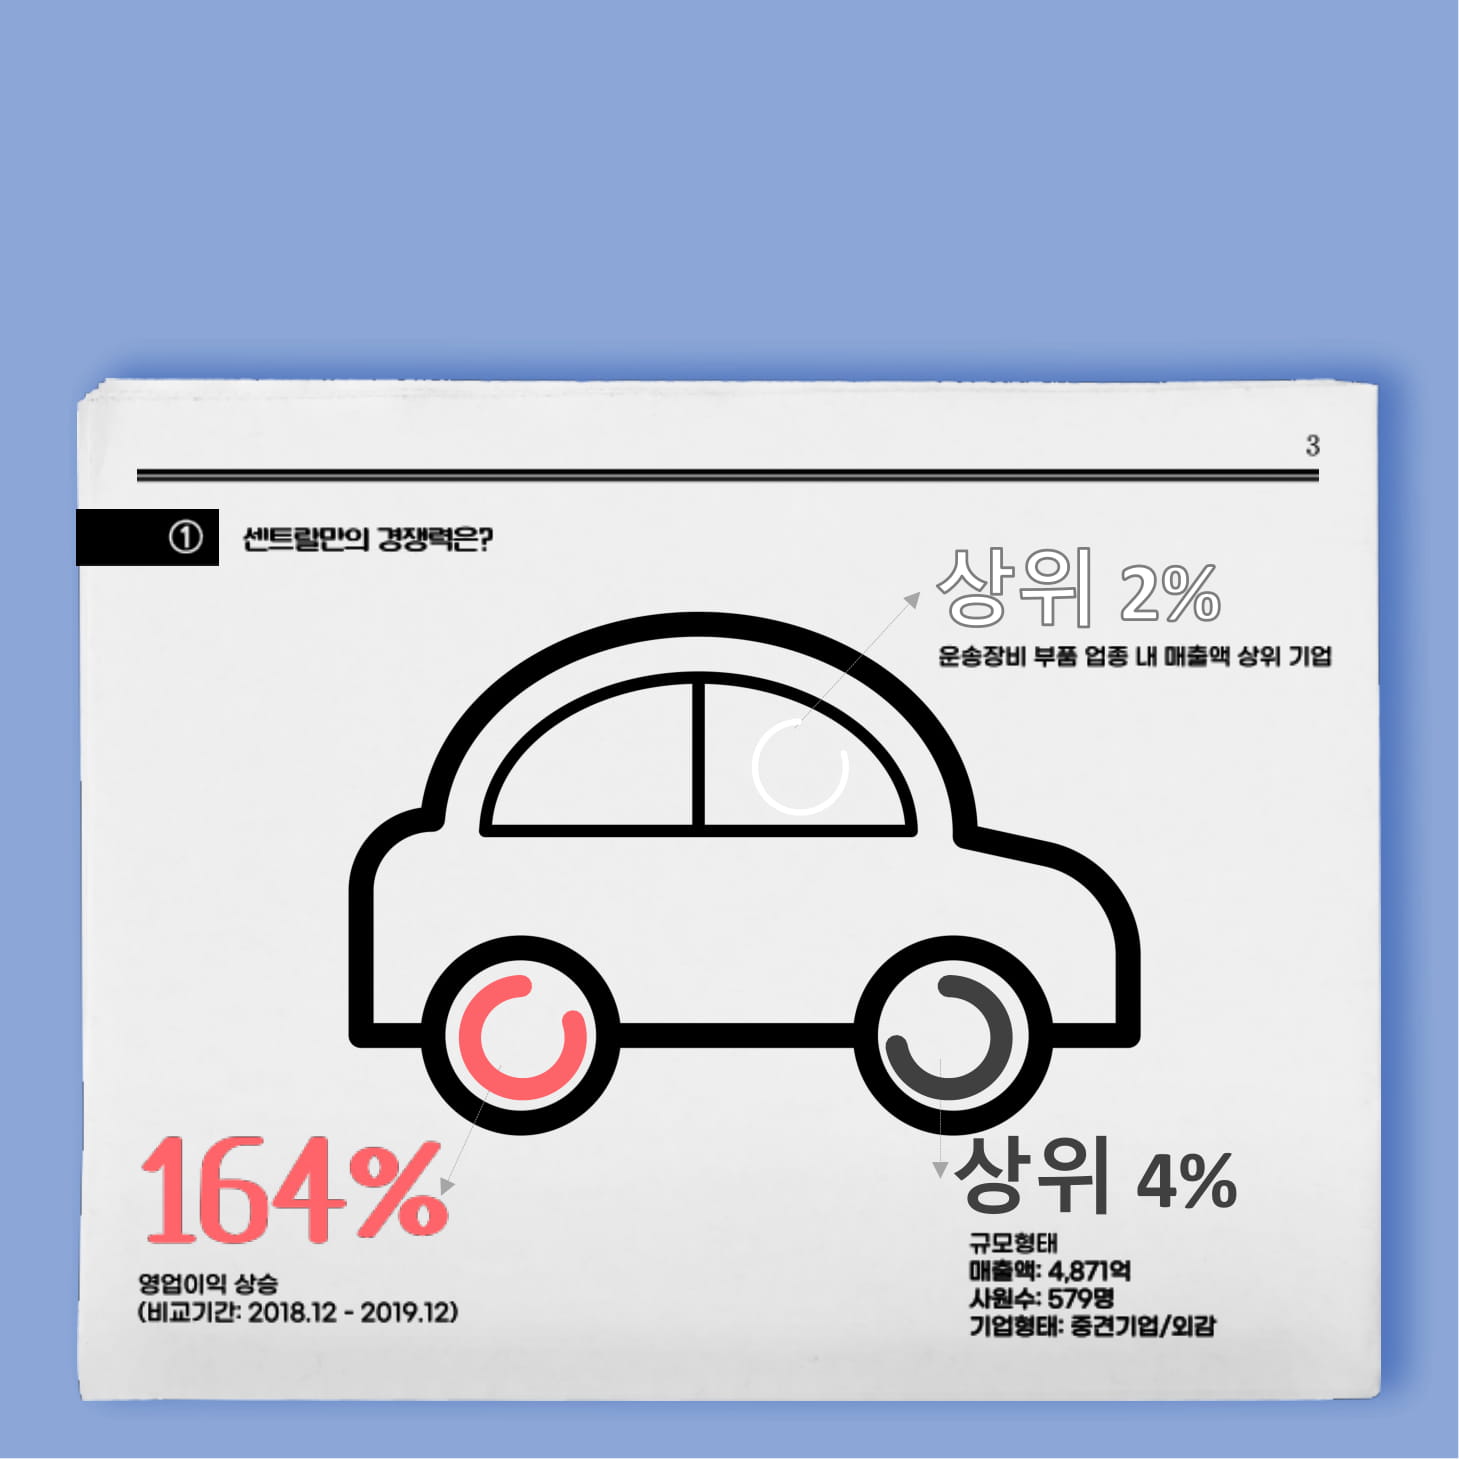 3
① 센트랄만의 경쟁력은?
상위 2%
운송장비 부품 업종 내 매출액 상위 기업
164%
영업이익 상승
(비교기간: 2018.12 - 2019.12)
상위 4%
규모형태
매출액: 4,871억
사원수: 579명
기업형태: 중견기업/외감